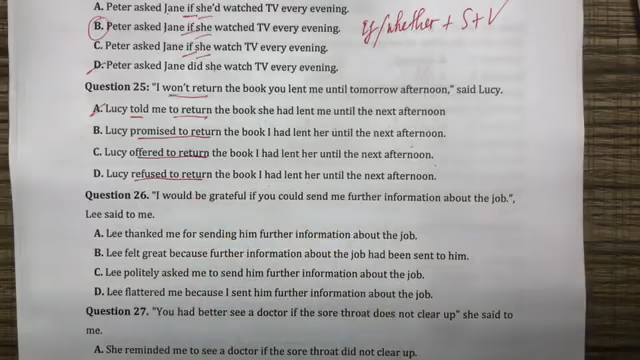 A. Peter asked Jane if she'd watched TV every evening.
B. Peter asked Jane if she watched TV every evening.
if/whether + S + V
C. Peter asked Jane if she watch TV every evening.
D. Peter asked Jane did she watch TV every evening.
Question 25: "I won't return the book you lent me until tomorrow afternoon," said Lucy.
A. Lucy told me to return the book she had lent me until the next afternoon
B. Lucy promised to return the book I had lent her until the next afternoon.
C. Lucy offered to return the book I had lent her until the next afternoon.
D. Lucy refused to return the book I had lent her until the next afternoon.
Question 26. "I would be grateful if you could send me further information about the job.",
Lee said to me.
A. Lee thanked me for sending him further information about the job.
B. Lee felt great because further information about the job had been sent to him.
C. Lee politely asked me to send him further information about the job.
D. Lee flattered me because I sent him further information about the job.
Question 27: "You had better see a doctor if the sore throat does not clear up" she said to
me.
A. She reminded me to see a doctor if the sore throat did not clear up.